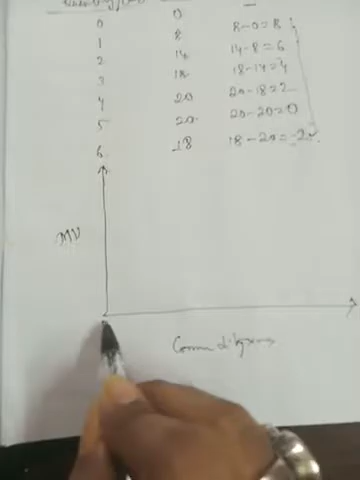 0 0
1 8 8-0=8
2 14 14-8=6
3 18 18-14=4
4 20 20-18=2
5 20 20-20=0
6 18 18-20=-2
MU